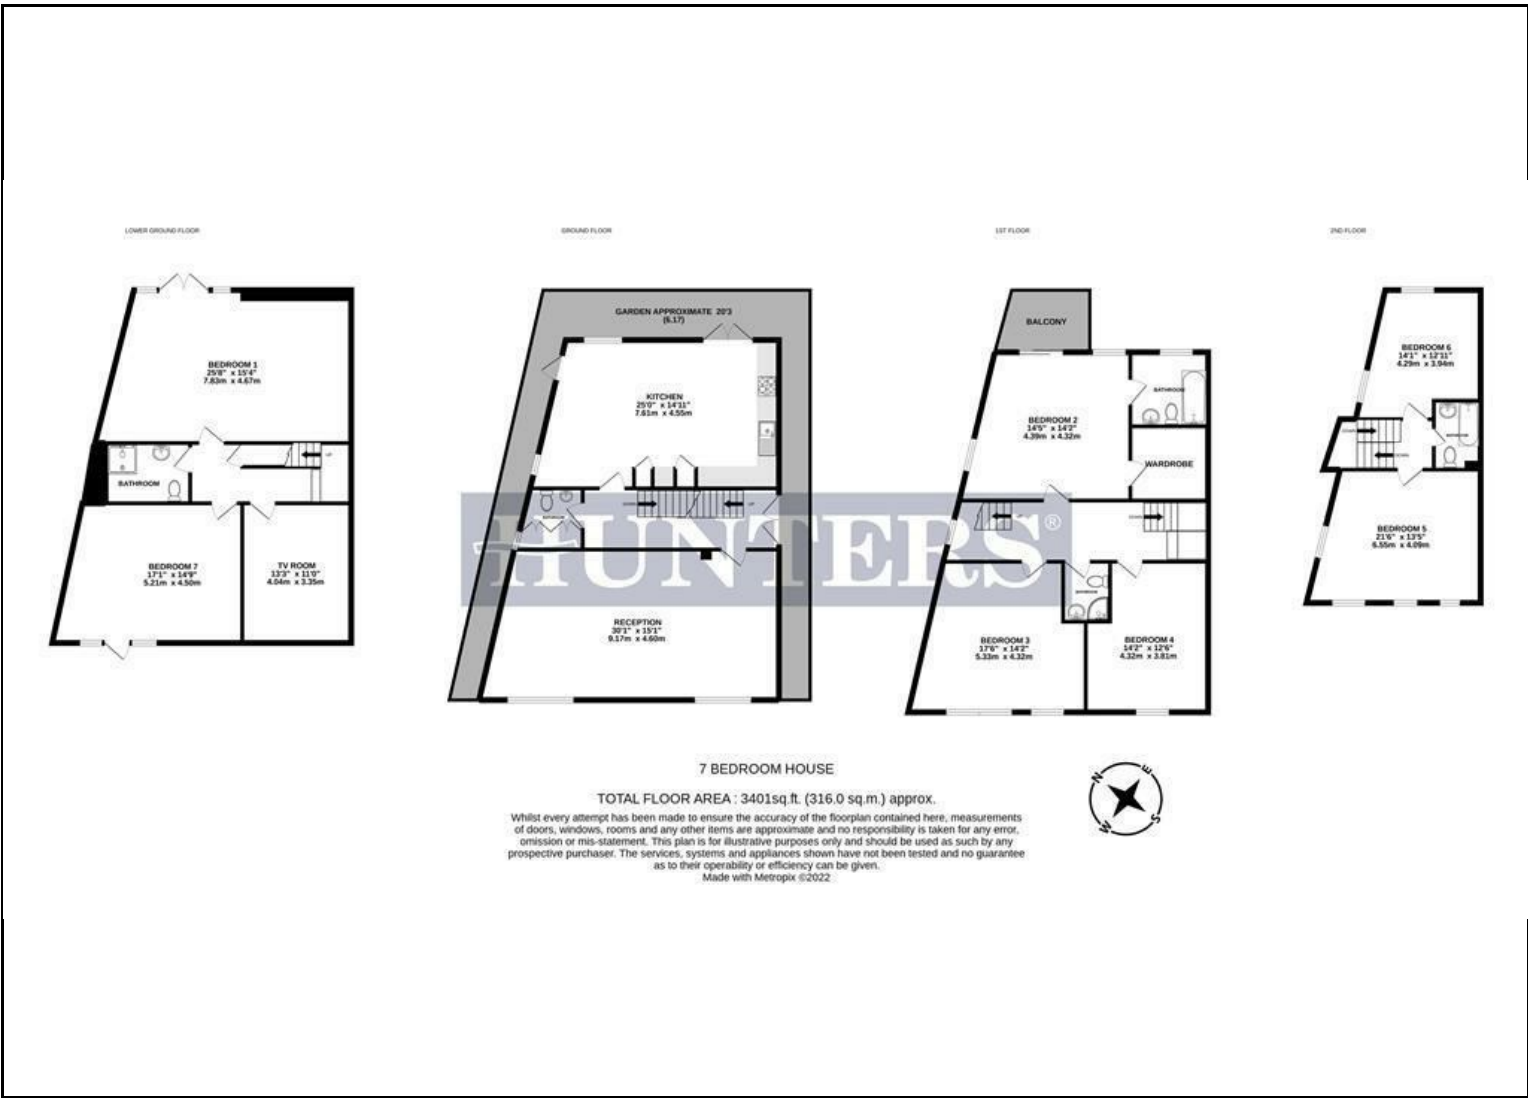 LOWER GROUND FLOOR
GROUND FLOOR
1ST FLOOR
2ND FLOOR
BEDROOM 1
25'8" x 15'4"
7.83m x 4.67m
BATHROOM
UP
BEDROOM 7
17'1" x 14'9"
5.21m x 4.50m
TV ROOM
13'3" x 11'0"
4.04m x 3.35m
GARDEN APPROXIMATE 20'3
(6.17)
KITCHEN
25'0" x 14'11"
7.61m x 4.55m
BATHROOM
DOWN
UP
HUNTERS®
RECEPTION
30'1" x 15'1"
9.17m x 4.60m
BALCONY
BEDROOM 2
14'5" x 14'2"
4.39m x 4.32m
BATHROOM
WARDROBE
UP
DOWN
BATHROOM
BEDROOM 3
17'6" x 14'2"
5.33m x 4.32m
BEDROOM 4
14'2" x 12'6"
4.32m x 3.81m
BEDROOM 6
14'1" x 12'11"
4.29m x 3.94m
DOWN
DOWN
BATHROOM
BEDROOM 5
21'6" x 13'5"
6.55m x 4.09m
7 BEDROOM HOUSE
TOTAL FLOOR AREA : 3401sq.ft. (316.0 sq.m.) approx.
Whilst every attempt has been made to ensure the accuracy of the floorplan contained here, measurements
of doors, windows, rooms and any other items are approximate and no responsibility is taken for any error,
omission or mis-statement. This plan is for illustrative purposes only and should be used as such by any
prospective purchaser. The services, systems and appliances shown have not been tested and no guarantee
as to their operability or efficiency can be given.
Made with Metropix ©2022
N
E
S
W